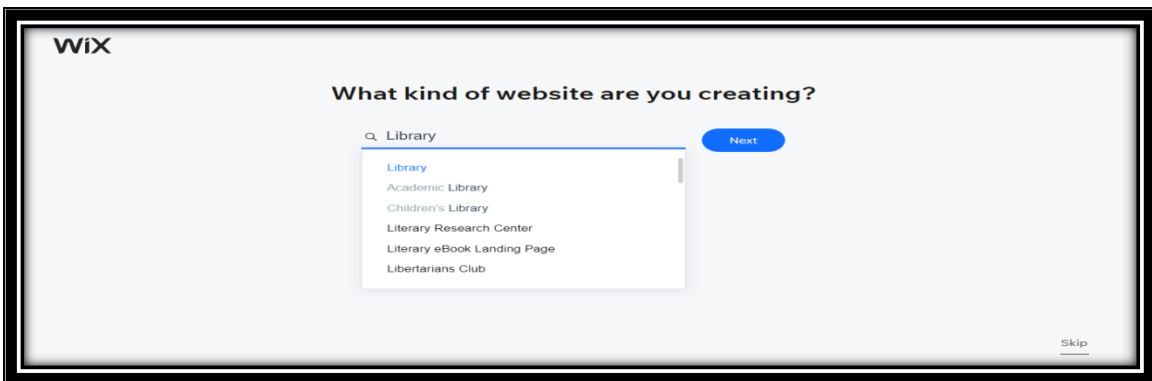 WiX
What kind of website are you creating?
Library
Next
Library
Academic Library
Children's Library
Literary Research Center
Literary eBook Landing Page
Libertarians Club
Skip